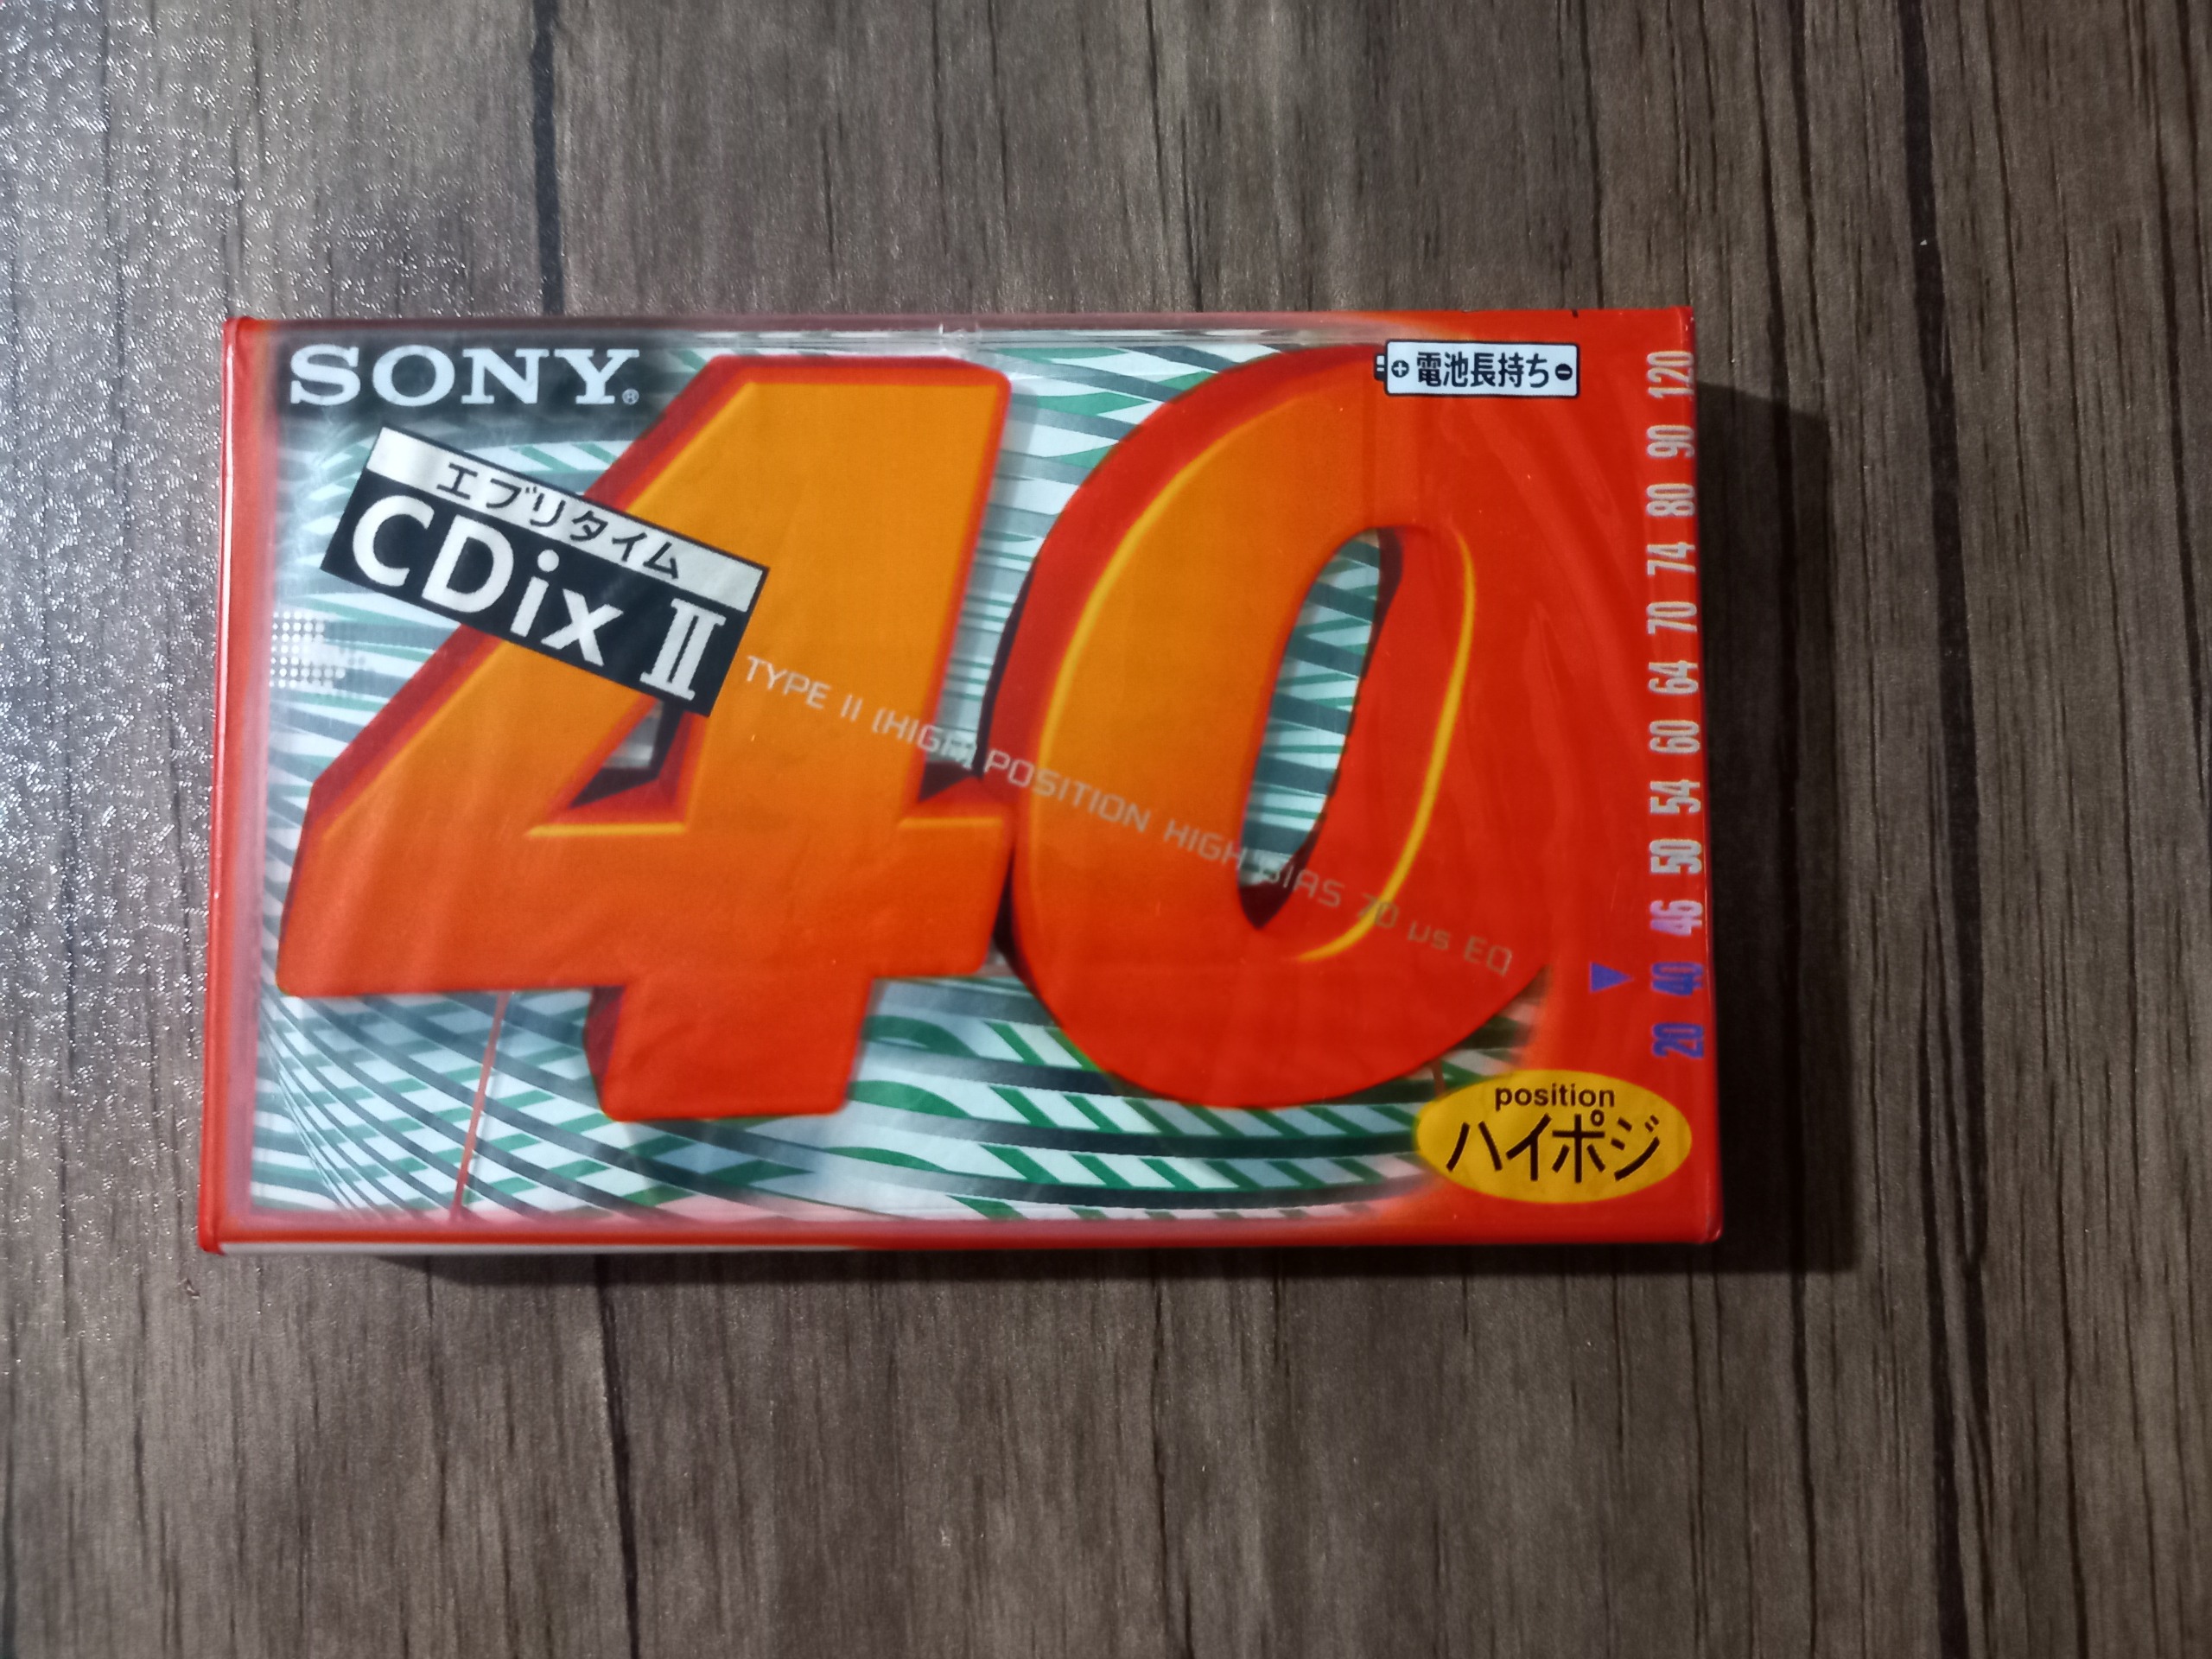 SONY®
電池長持ち
エブリタイム
CDix II
40
TYPE II (HIGH) POSITION HIGH BIAS 70 µs EQ
20 40 46 50 54 60 64 70 74 80 90 120
position
ハイポジ